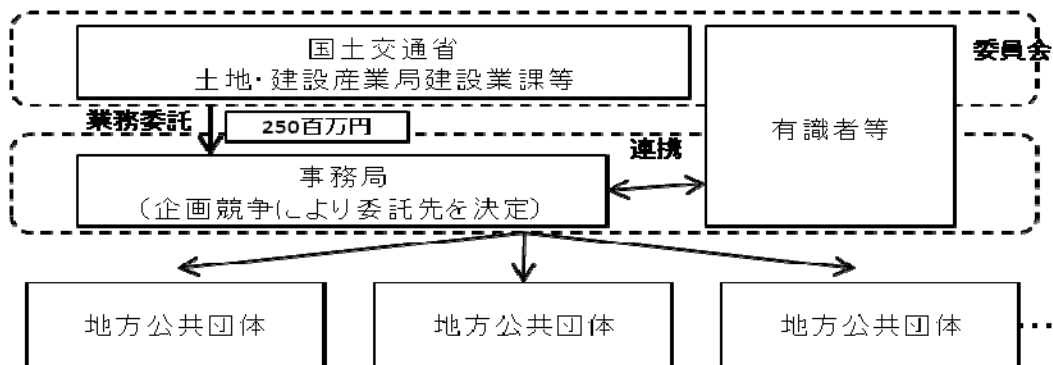 国土交通省
土地・建設産業局建設業課等
委員会
業務委託
250百万円
有識者等
連携
事務局
（企画競争により委託先を決定）
地方公共団体
地方公共団体
地方公共団体
…